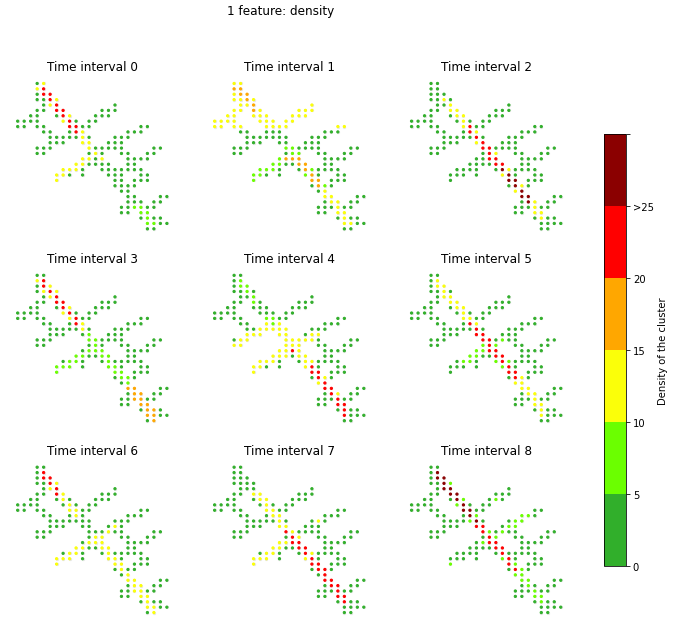 1 feature: density
Time interval 0
Time interval 1
Time interval 2
Time interval 3
Time interval 4
Time interval 5
Time interval 6
Time interval 7
Time interval 8
>25
20
15
10
5
0
Density of the cluster